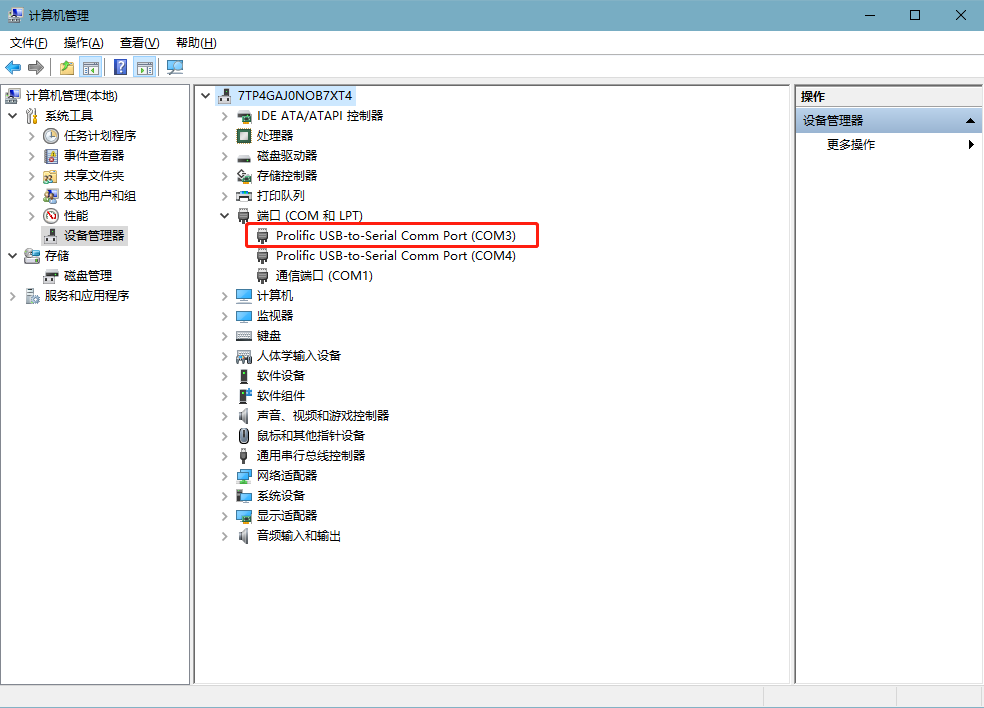 计算机管理
文件(F) 操作(A) 查看(V) 帮助(H)
计算机管理(本地)
系统工具
任务计划程序
事件查看器
共享文件夹
本地用户和组
性能
设备管理器
存储
磁盘管理
服务和应用程序
7TP4GAJ0NOB7XT4
IDE ATA/ATAPI 控制器
处理器
磁盘驱动器
存储控制器
打印队列
端口 (COM 和 LPT)
Prolific USB-to-Serial Comm Port (COM3)
Prolific USB-to-Serial Comm Port (COM4)
通信端口 (COM1)
计算机
监视器
键盘
人体学输入设备
软件设备
软件组件
声音、视频和游戏控制器
鼠标和其他指针设备
通用串行总线控制器
网络适配器
系统设备
显示适配器
音频输入和输出
操作
设备管理器
更多操作